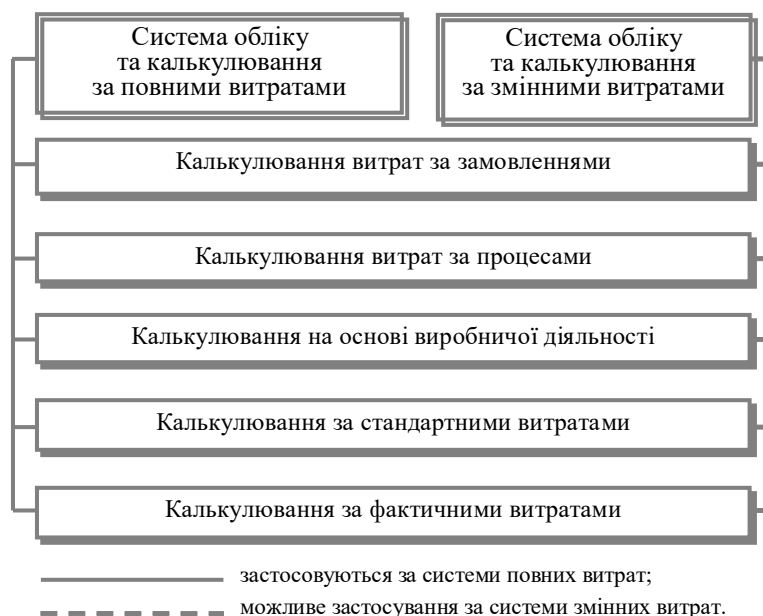 Система обліку
та калькулювання
за повними витратами
Система обліку
та калькулювання
за змінними витратами
Калькулювання витрат за замовленнями
Калькулювання витрат за процесами
Калькулювання на основі виробничої діяльності
Калькулювання за стандартними витратами
Калькулювання за фактичними витратами
застосовуються за системи повних витрат;
можливе застосування за системи змінних витрат.